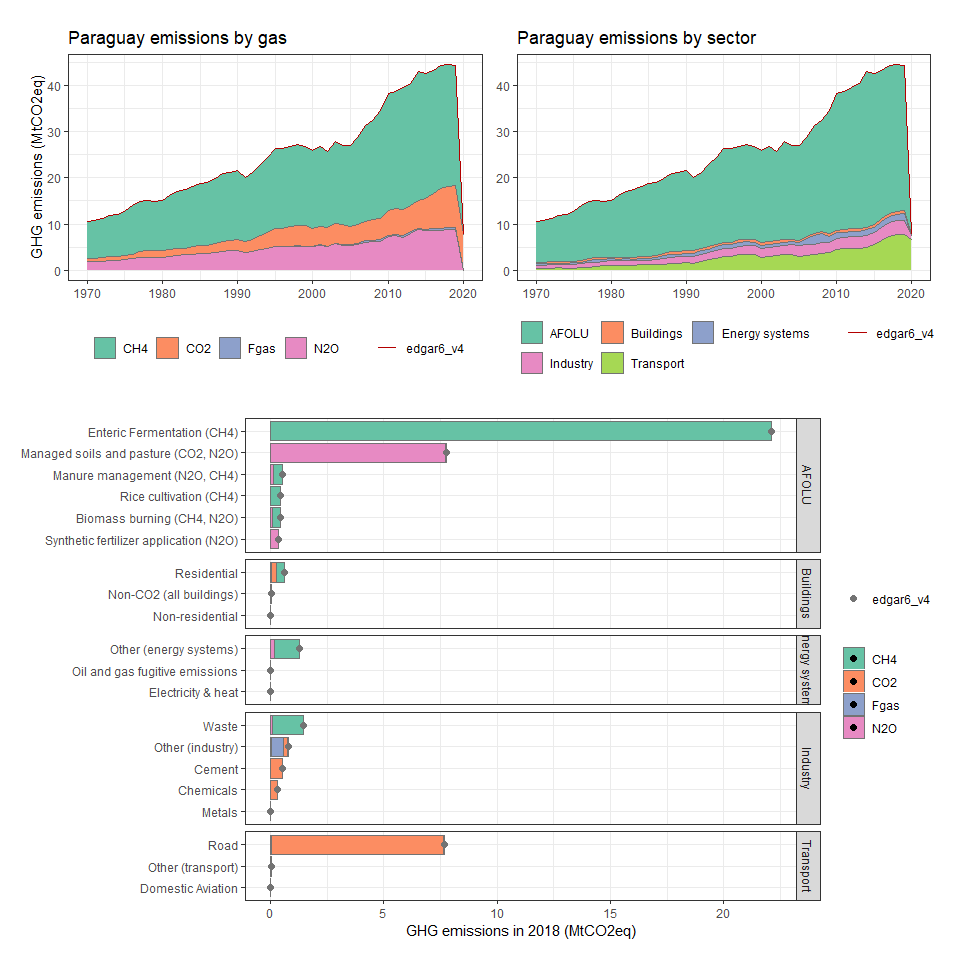 Paraguay emissions by gas
GHG emissions (MtCO2eq)
40
30
20
10
0
1970 1980 1990 2000 2010 2020
CH4 CO2 Fgas N2O edgar6_v4
Paraguay emissions by sector
40
30
20
10
0
1970 1980 1990 2000 2010 2020
AFOLU Buildings Energy systems edgar6_v4
Industry Transport
Enteric Fermentation (CH4)
Managed soils and pasture (CO2, N2O)
Manure management (N2O, CH4)
Rice cultivation (CH4)
Biomass burning (CH4, N2O)
Synthetic fertilizer application (N2O)
AFOLU
Residential
Non-CO2 (all buildings)
Non-residential
Buildings
Other (energy systems)
Oil and gas fugitive emissions
Electricity & heat
nergy system
Waste
Other (industry)
Cement
Chemicals
Metals
Industry
Road
Other (transport)
Domestic Aviation
Transport
0 5 10 15 20
GHG emissions in 2018 (MtCO2eq)
edgar6_v4
CH4
CO2
Fgas
N2O